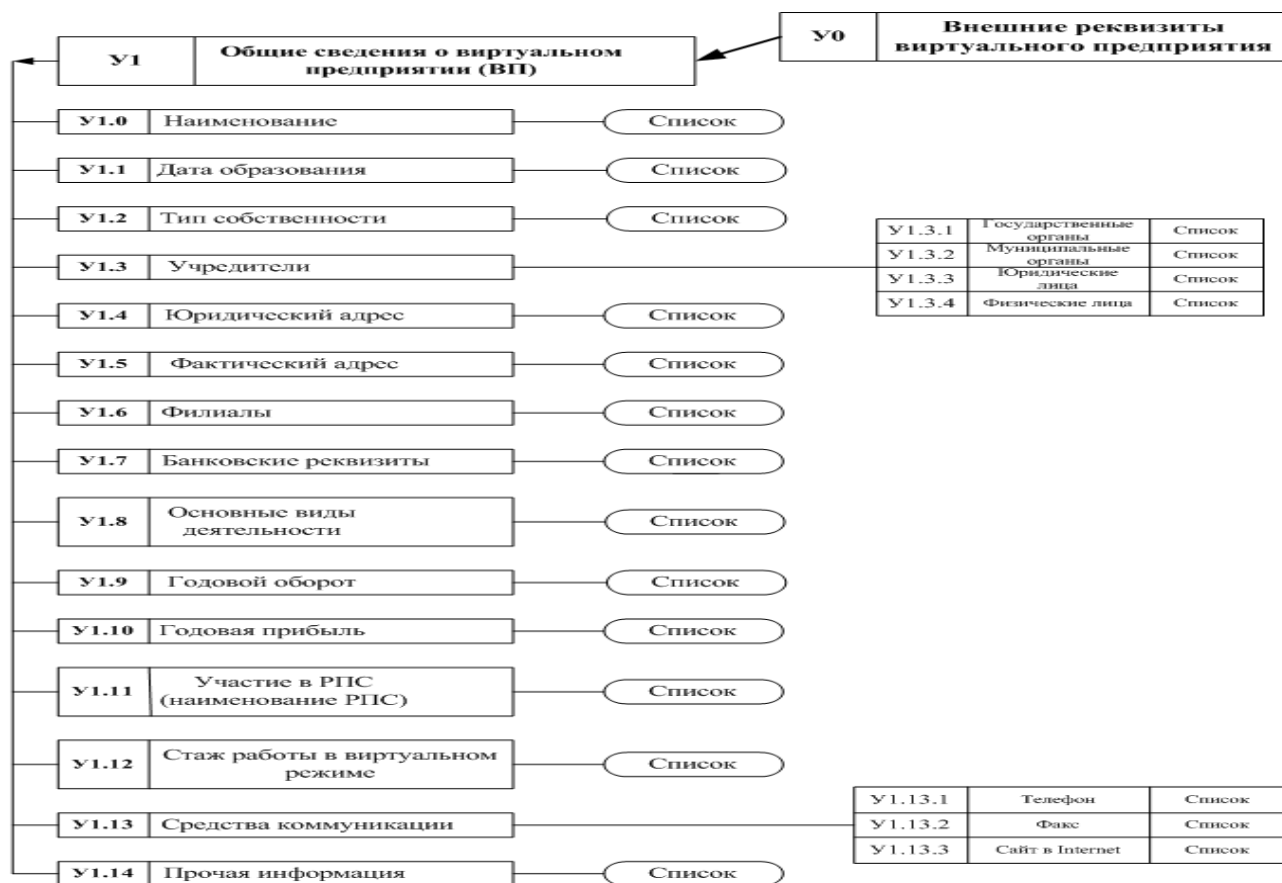 У0 Внешние реквизиты
виртуального предприятия
У1 Общие сведения о виртуальном
предприятии (ВП)
У1.0 Наименование Список
У1.1 Дата образования Список
У1.2 Тип собственности Список
У1.3 Учредители
У1.3.1 Государственные
органы Список
У1.3.2 Муниципальные
органы Список
У1.3.3 Юридические
лица Список
У1.3.4 Физические лица Список
У1.4 Юридический адрес Список
У1.5 Фактический адрес Список
У1.6 Филиалы Список
У1.7 Банковские реквизиты Список
У1.8 Основные виды
деятельности Список
У1.9 Годовой оборот Список
У1.10 Годовая прибыль Список
У1.11 Участие в РПС
(наименование РПС) Список
У1.12 Стаж работы в виртуальном
режиме Список
У1.13 Средства коммуникации
У1.13.1 Телефон Список
У1.13.2 Факс Список
У1.13.3 Сайт в Internet Список
У1.14 Прочая информация Список